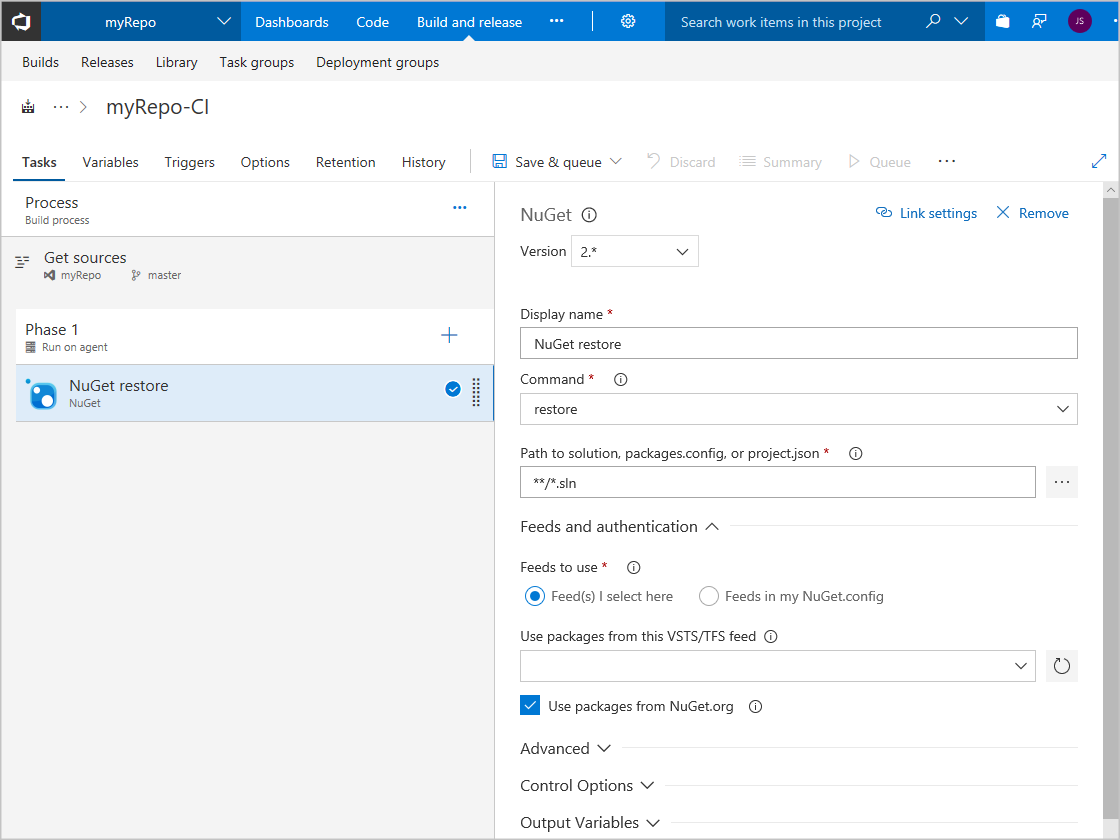 myRepo Dashboards Code Build and release ··· Search work items in this project JS
Builds Releases Library Task groups Deployment groups
··· > myRepo-CI
Tasks Variables Triggers Options Retention History Save & queue Discard Summary Queue ···
Process
Build process
···
Get sources
myRepo master
Phase 1
Run on agent
NuGet restore
NuGet
NuGet Link settings Remove
Version 2.*
Display name *
NuGet restore
Command *
restore
Path to solution, packages.config, or project.json *
**/*.sln
···
Feeds and authentication
Feeds to use *
Feed(s) I select here Feeds in my NuGet.config
Use packages from this VSTS/TFS feed
Use packages from NuGet.org
Advanced
Control Options
Output Variables